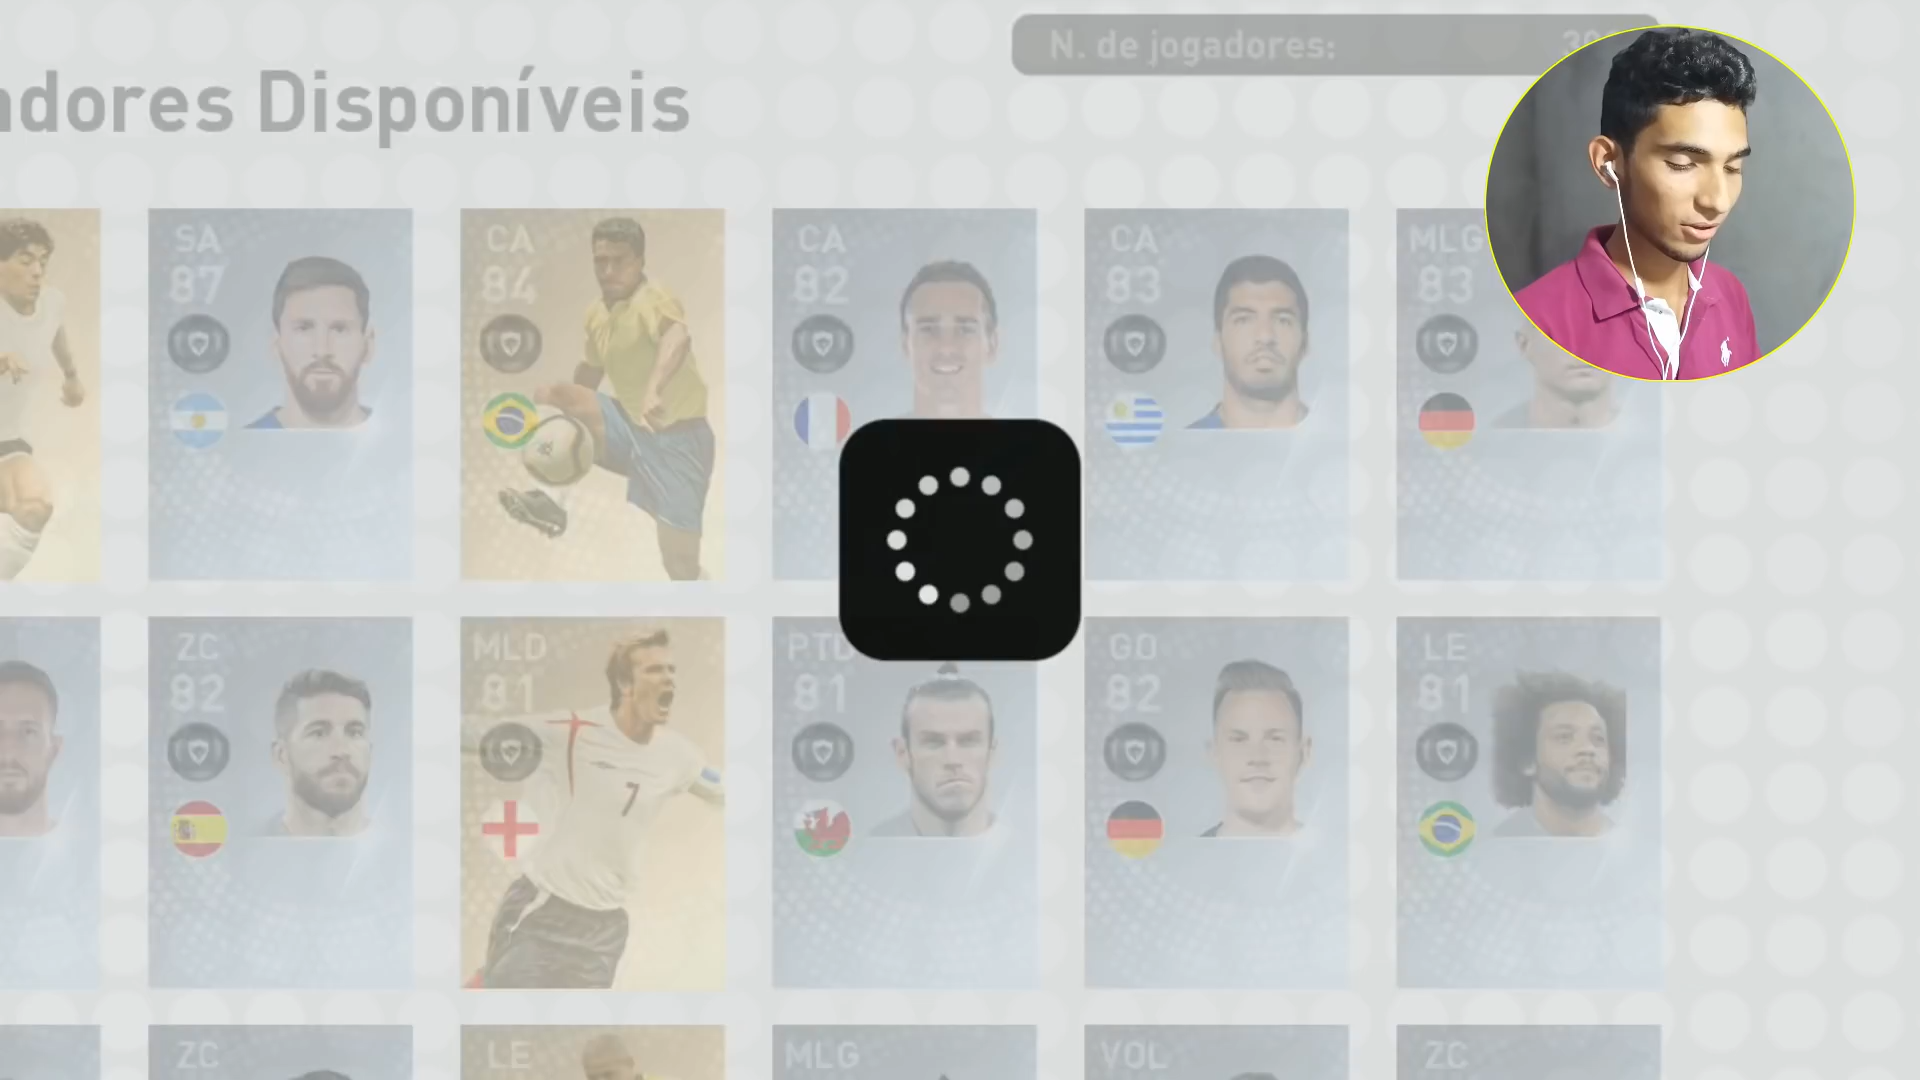 N. de jogadores:
adores Disponíveis
SA
87
CA
84
CA
82
CA
83
MLG
83
ZC
82
MLD
81
7
PTD
81
GO
82
LE
81
ZC
LE
MLG
VOL
ZC